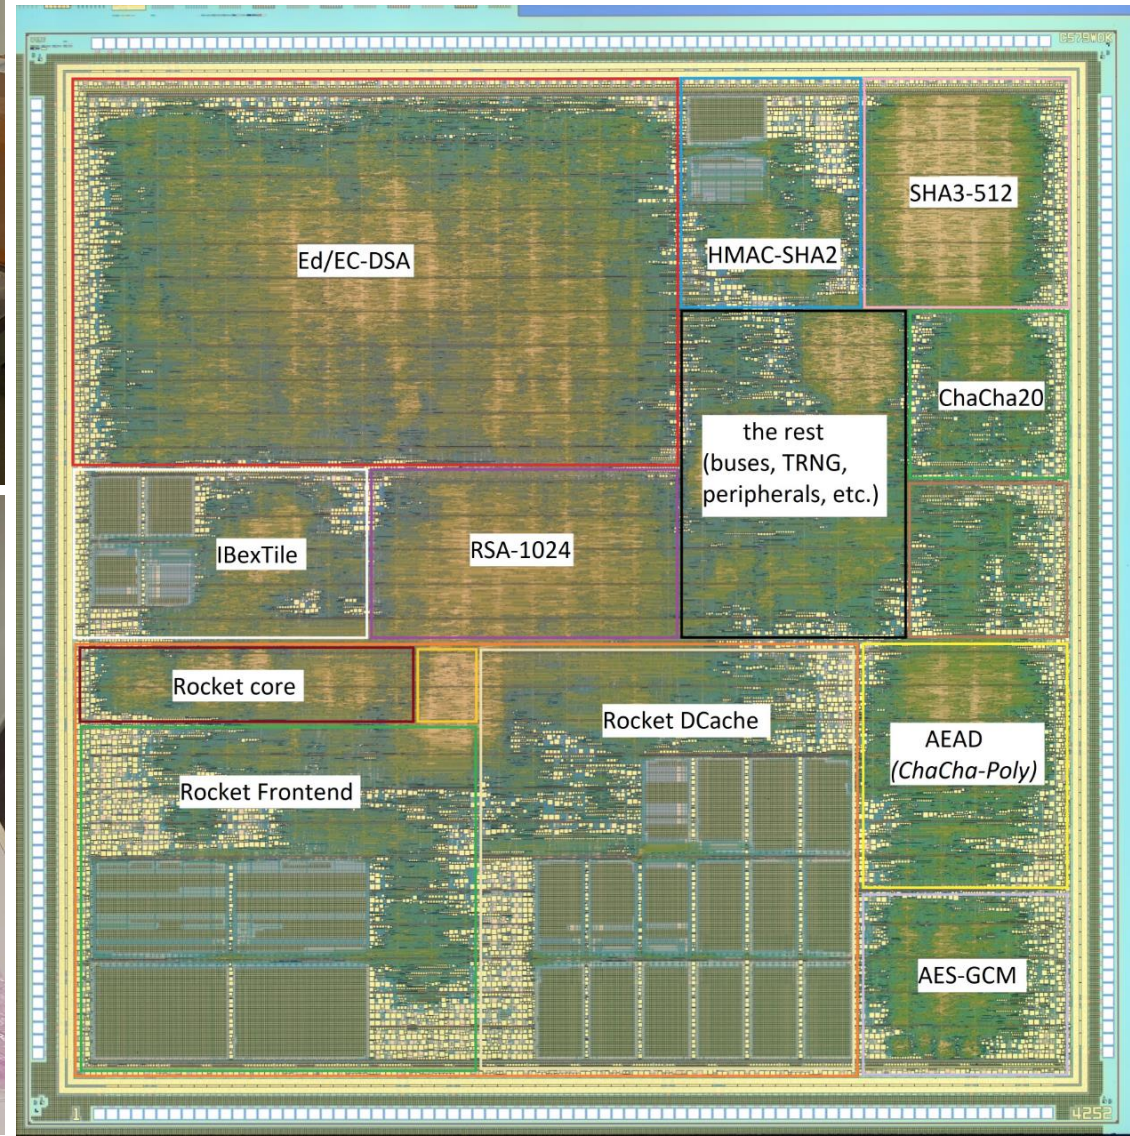 Ed/EC-DSA
HMAC-SHA2
SHA3-512
ChaCha20
the rest
(buses, TRNG,
peripherals, etc.)
IBexTile
RSA-1024
Rocket core
Rocket DCache
AEAD
(ChaCha-Poly)
Rocket Frontend
AES-GCM
1
4252